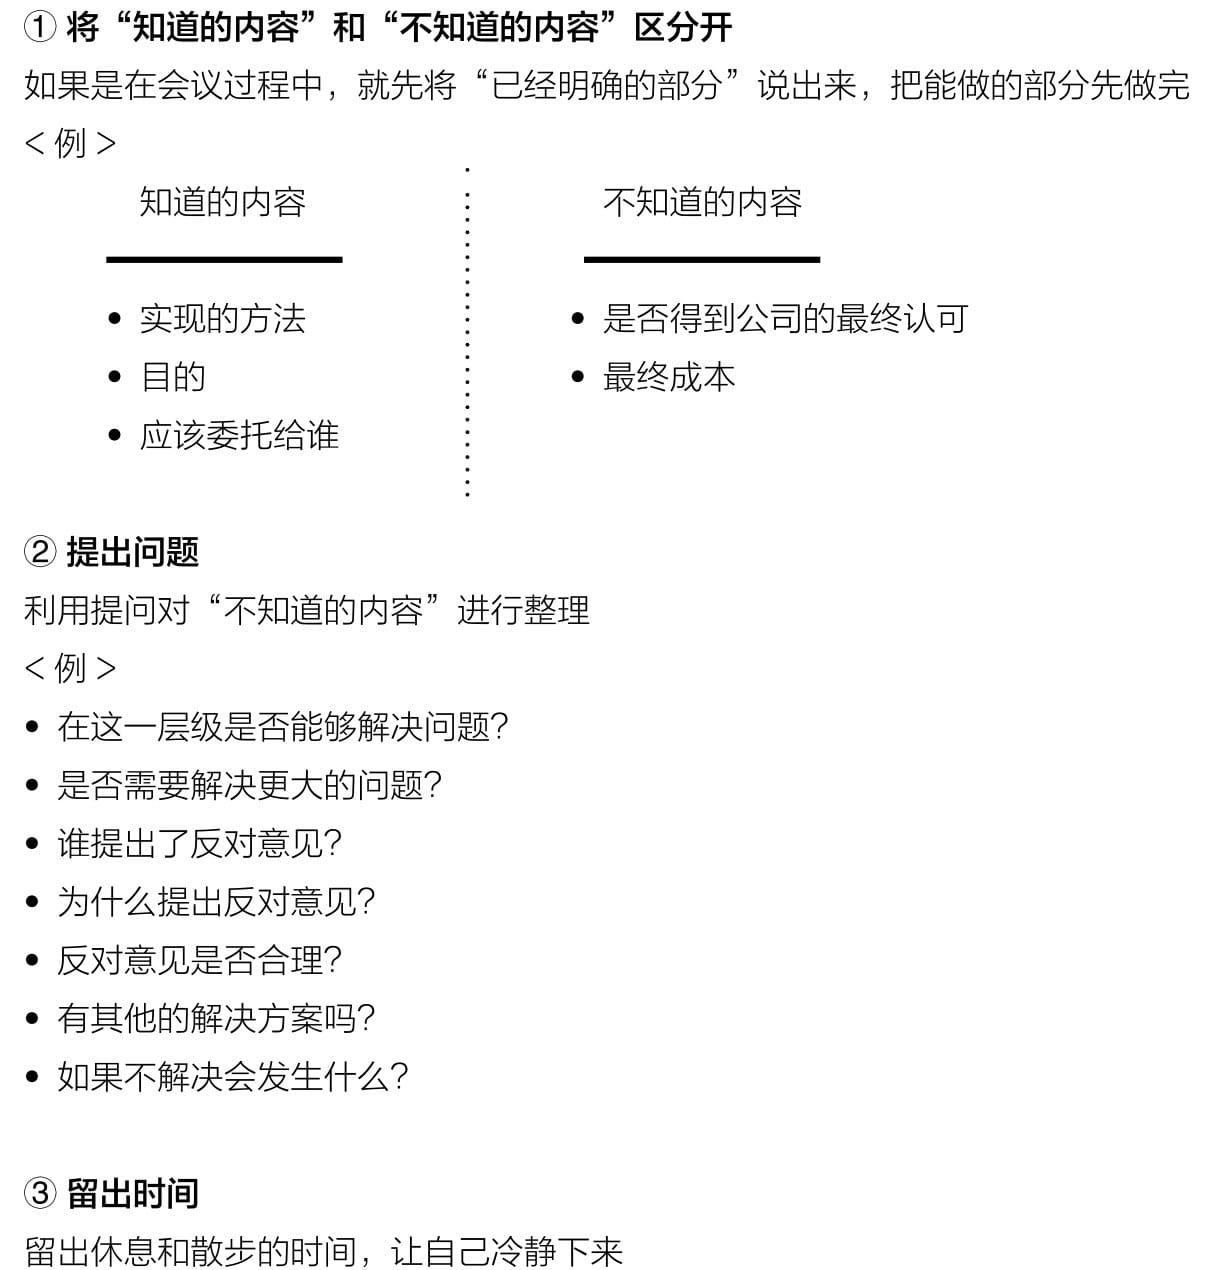 ① 将“知道的内容”和“不知道的内容”区分开
如果是在会议过程中，就先将“已经明确的部分”说出来，把能做的部分先做完
＜例＞
知道的内容
• 实现的方法
• 目的
• 应该委托给谁
不知道的内容
• 是否得到公司的最终认可
• 最终成本
② 提出问题
利用提问对“不知道的内容”进行整理
＜例＞
• 在这一层级是否能够解决问题？
• 是否需要解决更大的问题？
• 谁提出了反对意见？
• 为什么提出反对意见？
• 反对意见是否合理？
• 有其他的解决方案吗？
• 如果不解决会发生什么？
③ 留出时间
留出休息和散步的时间，让自己冷静下来